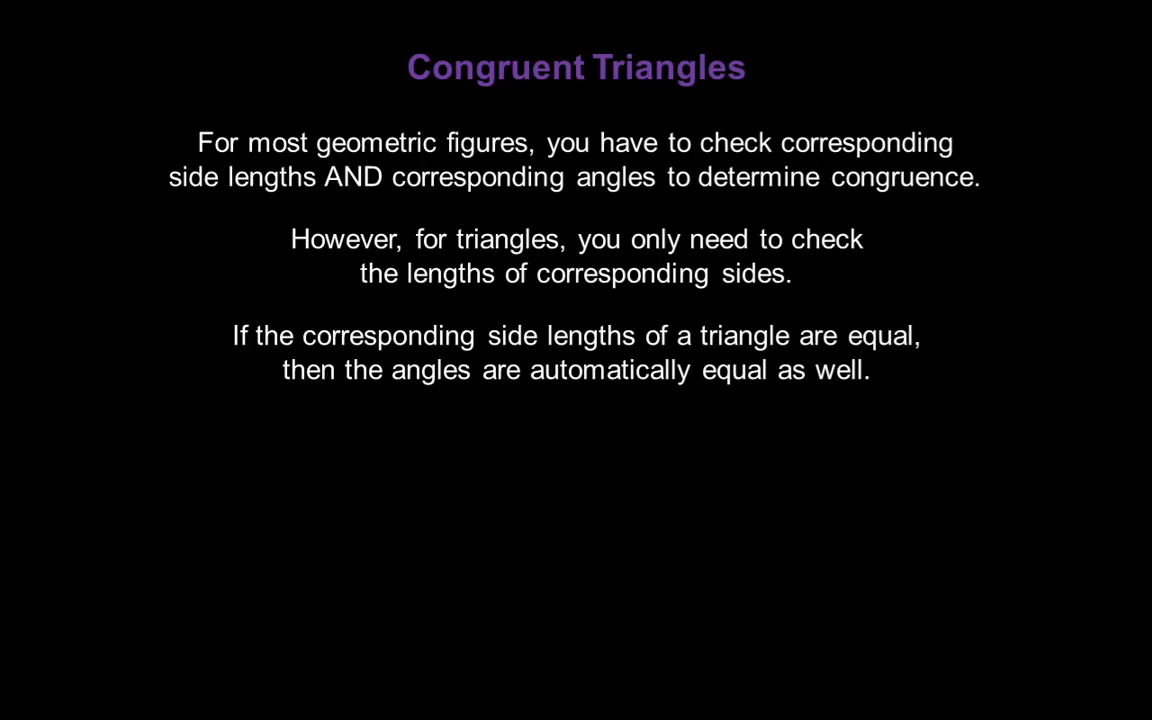 Congruent Triangles
For most geometric figures, you have to check corresponding
side lengths AND corresponding angles to determine congruence.
However, for triangles, you only need to check
the lengths of corresponding sides.
If the corresponding side lengths of a triangle are equal,
then the angles are automatically equal as well.